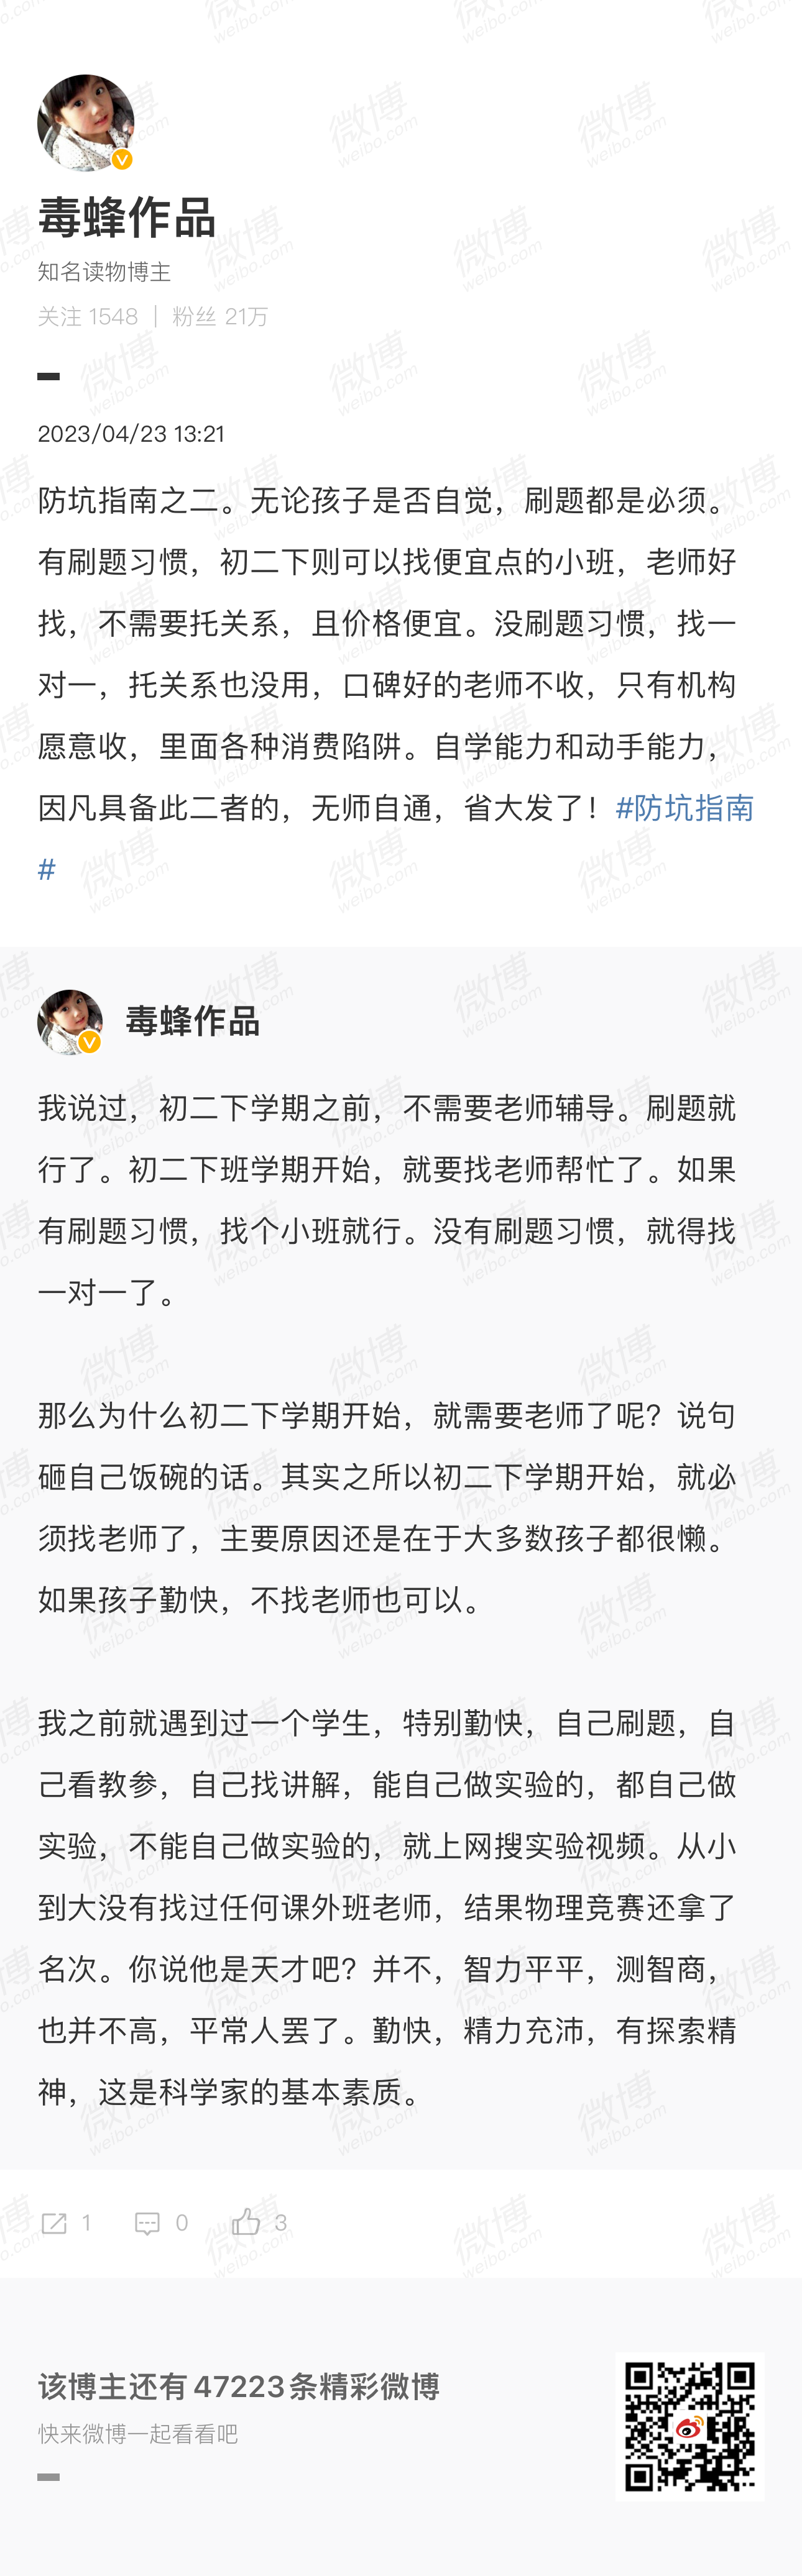 毒蜂作品
知名读物博主
关注 1548 | 粉丝 21万
2023/04/23 13:21
防坑指南之二。无论孩子是否自觉，刷题都是必须。
有刷题习惯，初二下则可以找便宜点的小班，老师好
找，不需要托关系，且价格便宜。没刷题习惯，找一
对一，托关系也没用，口碑好的老师不收，只有机构
愿意收，里面各种消费陷阱。自学能力和动手能力，
因凡具备此二者的，无师自通，省大发了！#防坑指南
#
毒蜂作品
我说过，初二下学期之前，不需要老师辅导。刷题就
行了。初二下班学期开始，就要找老师帮忙了。如果
有刷题习惯，找个小班就行。没有刷题习惯，就得找
一对一了。
那么为什么初二下学期开始，就需要老师了呢？说句
砸自己饭碗的话。其实之所以初二下学期开始，就必
须找老师了，主要原因还是在于大多数孩子都很懒。
如果孩子勤快，不找老师也可以。
我之前就遇到过一个学生，特别勤快，自己刷题，自
己看教参，自己找讲解，能自己做实验的，都自己做
实验，不能自己做实验的，就上网搜实验视频。从小
到大没有找过任何课外班老师，结果物理竞赛还拿了
名次。你说他是天才吧？并不，智力平平，测智商，
也并不高，平常人罢了。勤快，精力充沛，有探索精
神，这是科学家的基本素质。
1 0 3
该博主还有47223条精彩微博
快来微博一起看看吧
微博
weibo.com